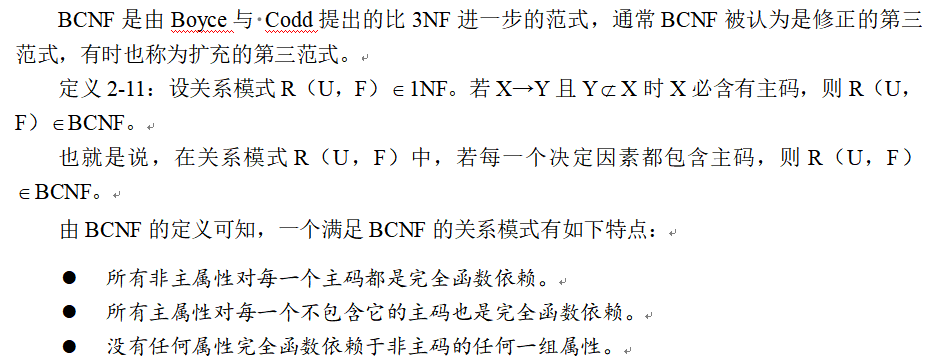 BCNF 是由 Boyce 与·Codd 提出的比 3NF 进一步的范式，通常 BCNF 被认为是修正的第三
范式，有时也称为扩充的第三范式。
定义 2-11：设关系模式 R（U，F）∈1NF。若 X→Y 且 Y⊄X 时 X 必含有主码，则 R（U，
F）∈BCNF。
也就是说，在关系模式 R（U，F）中，若每一个决定因素都包含主码，则 R（U，F）
∈BCNF。
由 BCNF 的定义可知，一个满足 BCNF 的关系模式有如下特点：
● 所有非主属性对每一个主码都是完全函数依赖。
● 所有主属性对每一个不包含它的主码也是完全函数依赖。
● 没有任何属性完全函数依赖于非主码的任何一组属性。